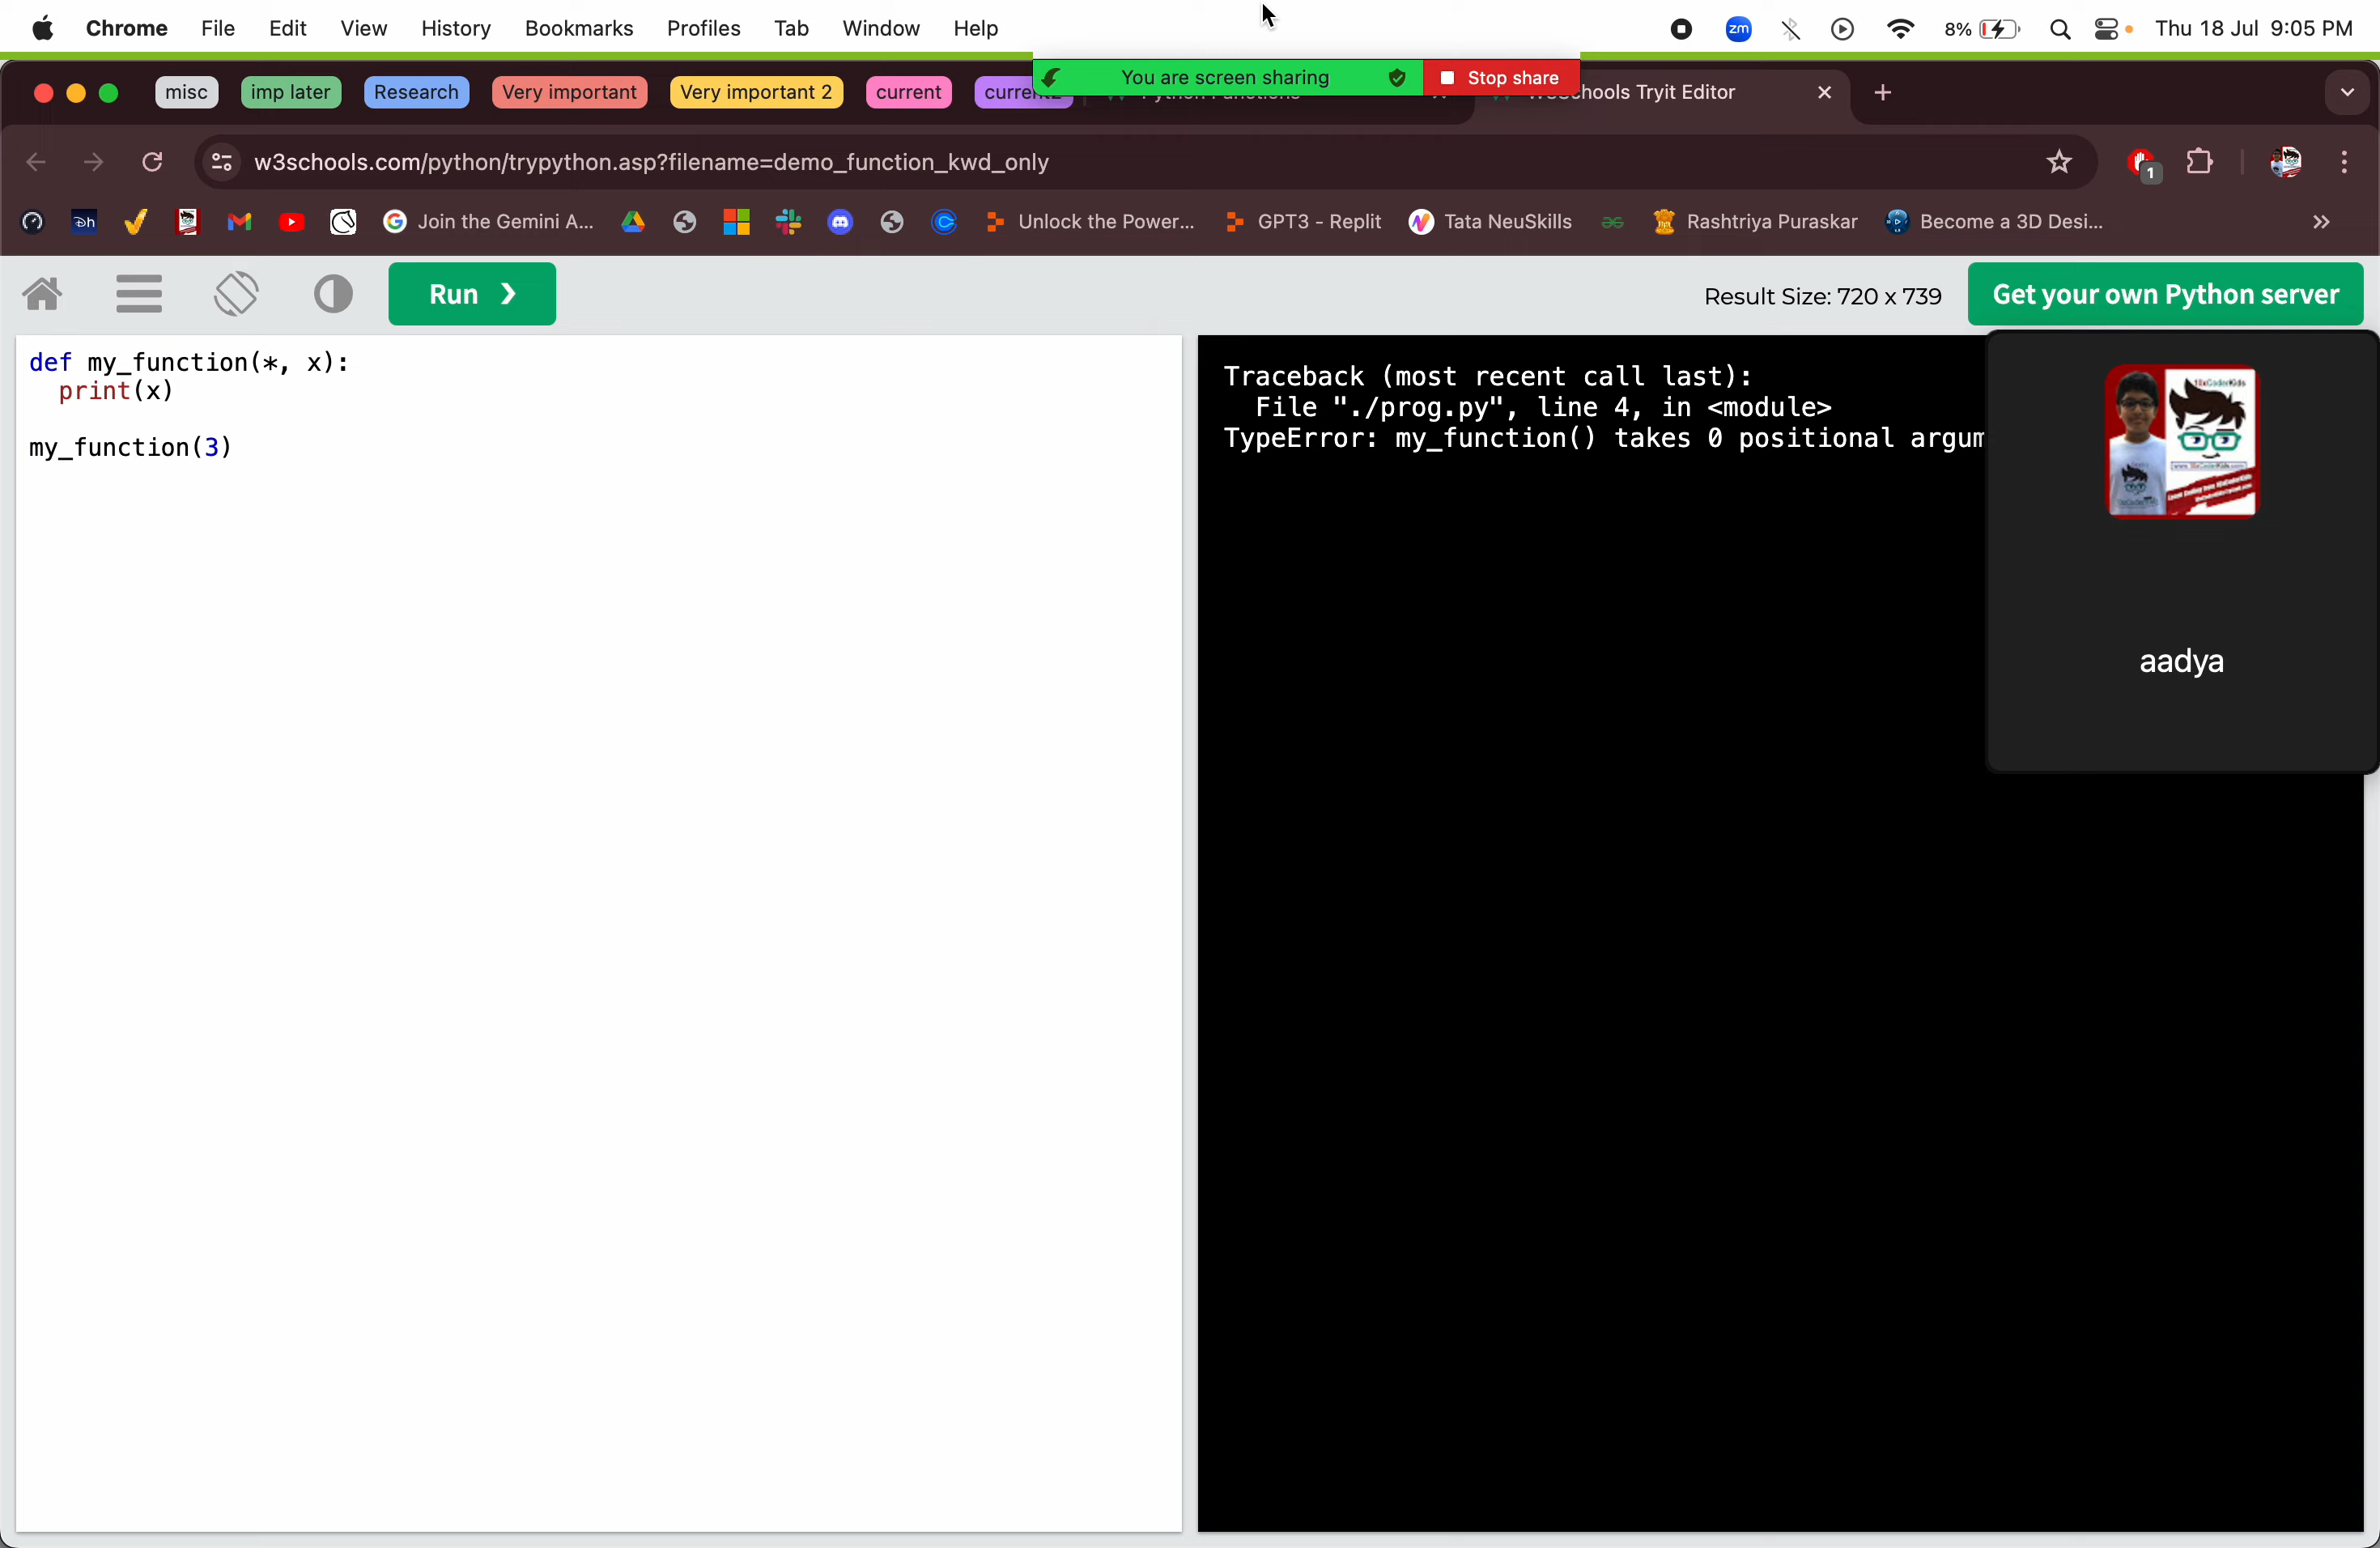 Chrome File Edit View History Bookmarks Profiles Tab Window Help zm 8% Thu 18 Jul 9:05 PM
You are screen sharing Stop share
misc imp later Research Very important Very important 2 current Tryit Editor
w3schools.com/python/trypython.asp?filename=demo_function_kwd_only 1
Join the Gemini A... Unlock the Power... GPT3 - Replit Tata NeuSkills Rashtriya Puraskar Become a 3D Desi...
Run ❯ Result Size: 720 x 739 Get your own Python server
def my_function(*, x):
print(x)
my_function(3)
Traceback (most recent call last):
File "./prog.py", line 4, in <module>
TypeError: my_function() takes 0 positional argum
aadya